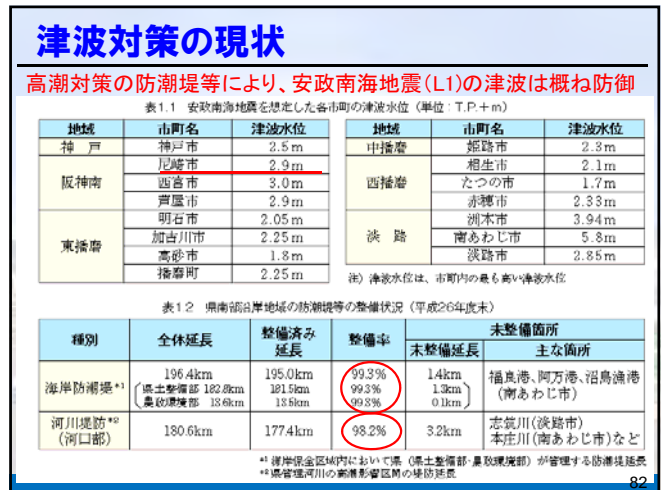 津波対策の現状
高潮対策の防潮堤等により、安政南海地震(L1)の津波は概ね防御
表1.1 安政南海地震を想定した各市町の津波水位（単位：T.P.＋m）
地域 市町名 津波水位
神 戸 神戸市 2.5m
阪神南 尼崎市 2.9m
西宮市 3.0m
芦屋市 2.9m
東播磨 明石市 2.05m
加古川市 2.25m
高砂市 1.8m
播磨町 2.25m
地域 市町名 津波水位
中播磨 姫路市 2.3m
西播磨 相生市 2.1m
たつの市 1.7m
赤穂市 2.33m
淡 路 洲本市 3.94m
南あわじ市 5.8m
淡路市 2.85m
注）津波水位は、市町内の最も高い津波水位
表1.2 県南部沿岸地域の防潮堤等の整備状況（平成26年度末）
種別 全体延長 整備済み延長 整備率 未整備箇所
未整備延長 主な箇所
海岸防潮堤*1 196.4km 195.0km 99.3% 1.4km 福良港、阿万港、沼島漁港
県土整備部 182.8km 181.5km 99.3% 1.3km （南あわじ市）
農政環境部 13.6km 13.5km 99.3% 0.1km
河川堤防*2（河口部） 180.6km 177.4km 98.2% 3.2km 志筑川（淡路市）
本庄川（南あわじ市）など
*1 海岸保全区域内において県（県土整備部・農政環境部）が管理する防潮堤延長
*2 県管理河川の高潮影響区間の堤防延長
82